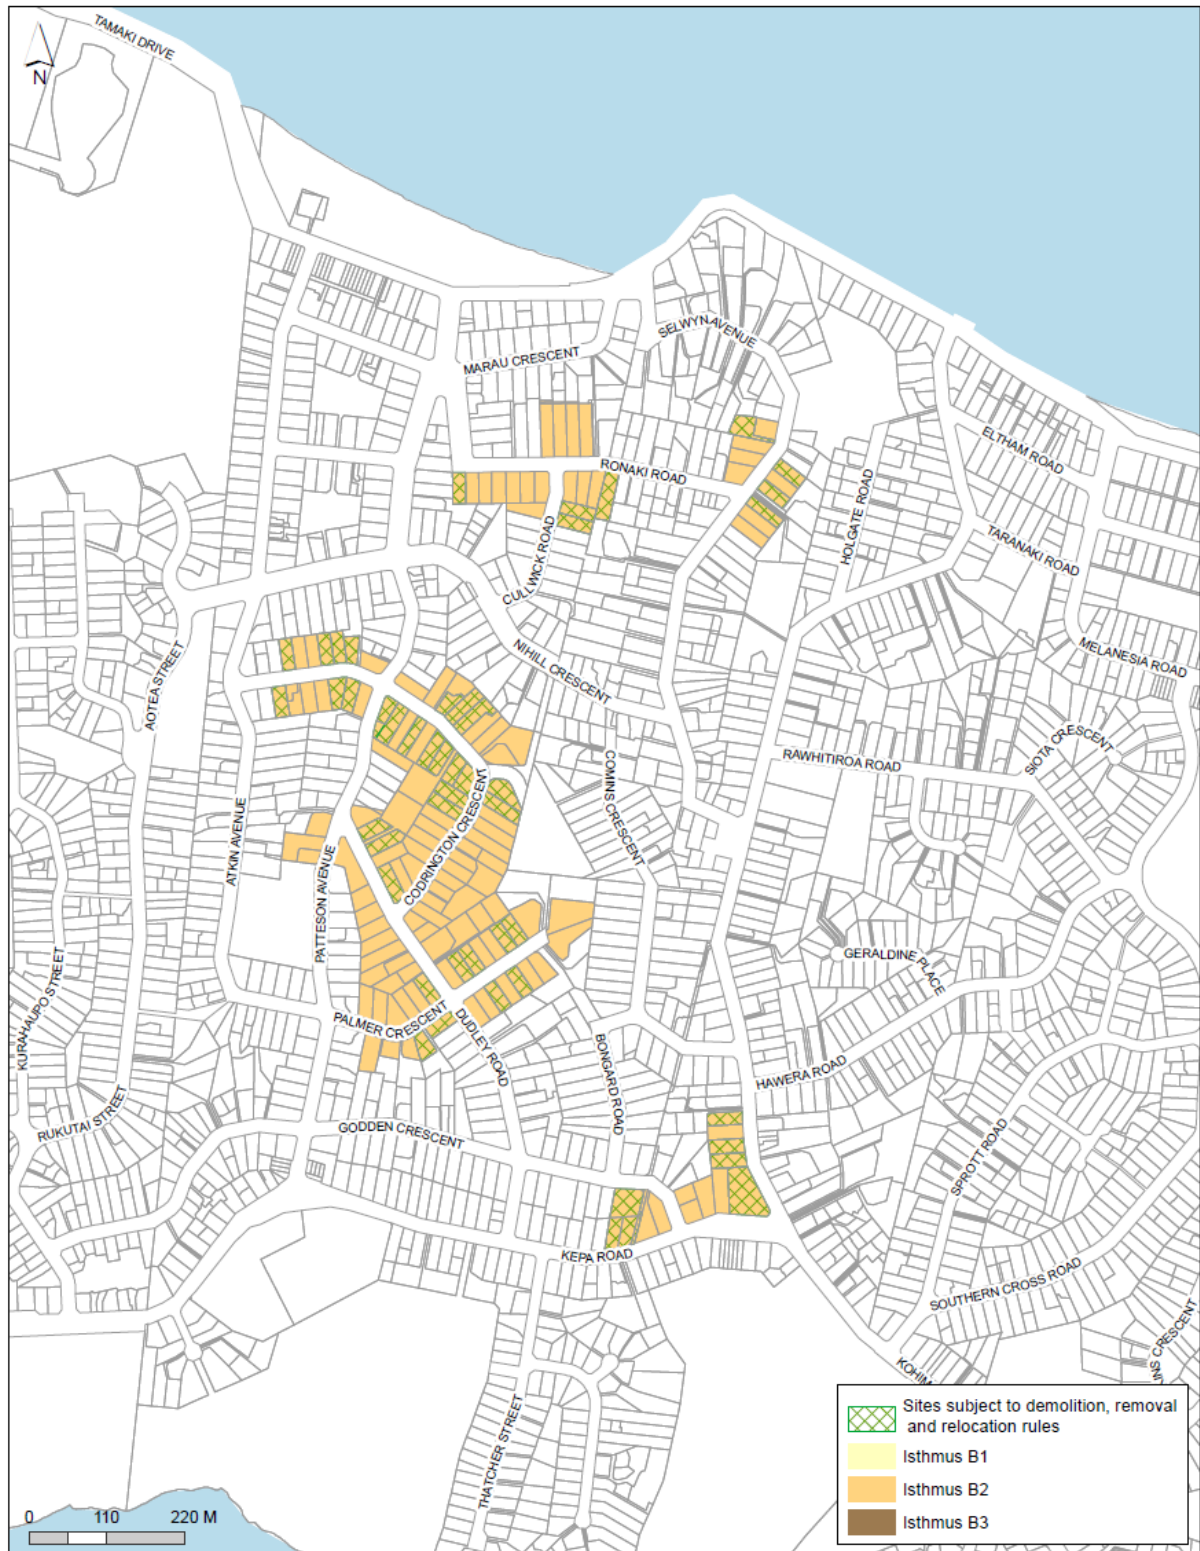 TAMAKI DRIVE
N
SELWYN AVENUE
MARAU CRESCENT
ELTHAM ROAD
RONAKI ROAD
HOLGATE ROAD
TARANAKI ROAD
CULLWICK ROAD
MELANESIA ROAD
NIHILL CRESCENT
AOTEA STREET
SIOTA CRESCENT
RAWHITIROA ROAD
COMINS CRESCENT
CODRINGTON CRESCENT
ATKIN AVENUE
PATTESON AVENUE
GERALDINE PLACE
KURAHAUPO STREET
PALMER CRESCENT
DUDLEY ROAD
BONGARD ROAD
HAWERA ROAD
RUKUTAI STREET
GODDEN CRESCENT
SPROTT ROAD
KEPA ROAD
SOUTHERN CROSS ROAD
INS CRESCENT
KOHIM
THATCHER STREET
Sites subject to demolition, removal
and relocation rules
Isthmus B1
Isthmus B2
Isthmus B3
0 110 220 M